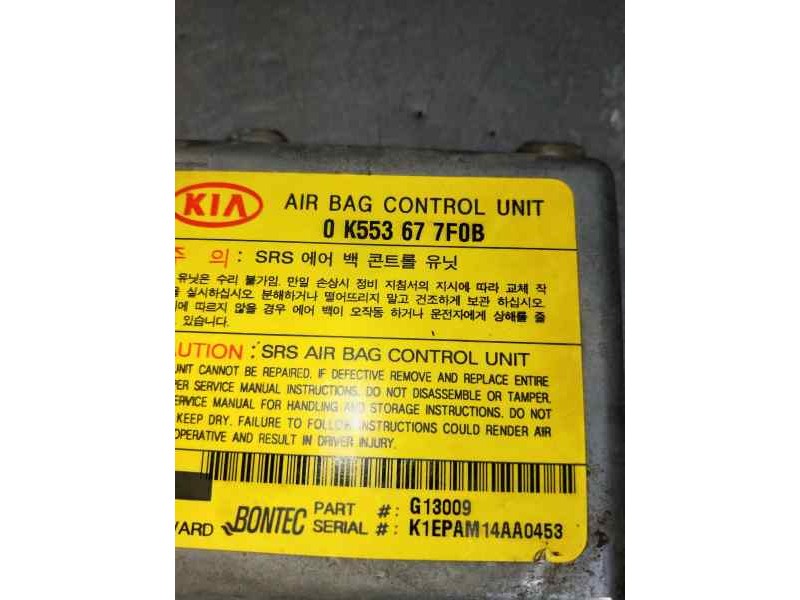 KIA
AIR BAG CONTROL UNIT
0 K553 67 7F0B
주 의 : SRS 에어 백 콘트롤 유닛
유닛은 수리 불가임. 만일 손상시 정비 지침서의 지시에 따라 교체 작
을 실시하십시오. 분해하거나 떨어뜨리지 말고 건조하게 보관 하십시오.
에 따르지 않을 경우 에어 백이 오작동 하거나 운전자에게 상해를 줄
있습니다.
AUTION : SRS AIR BAG CONTROL UNIT
UNIT CANNOT BE REPAIRED. IF DEFECTIVE REMOVE AND REPLACE ENTIRE
PER SERVICE MANUAL INSTRUCTIONS. DO NOT DISASSEMBLE OR TAMPER.
ERVICE MANUAL FOR HANDLING AND STORAGE INSTRUCTIONS. DO NOT
KEEP DRY. FAILURE TO FOLLOW INSTRUCTIONS COULD RENDER AIR
OPERATIVE AND RESULT IN DRIVER INJURY.
WARD BONTEC PART #: G13009
SERIAL #: K1EPAM14AA0453